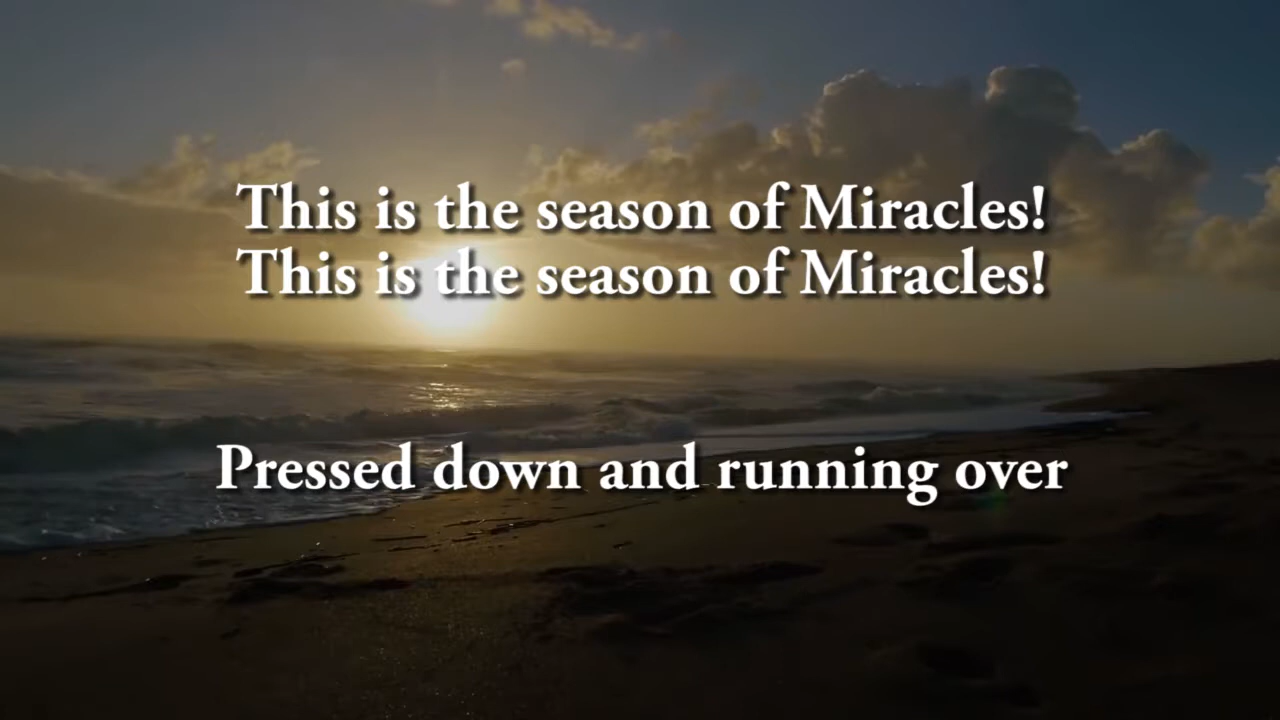 This is the season of Miracles!
This is the season of Miracles!
Pressed down and running over